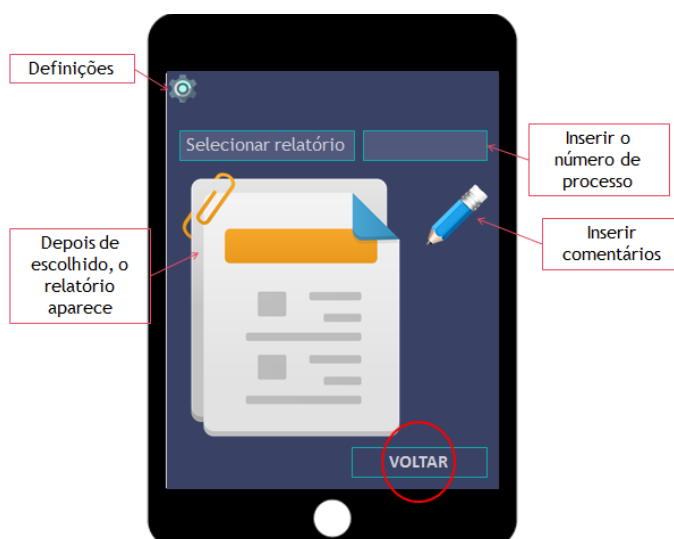 Definições
Selecionar relatório
Inserir o
número de
processo
Depois de
escolhido, o
relatório
aparece
Inserir
comentários
VOLTAR